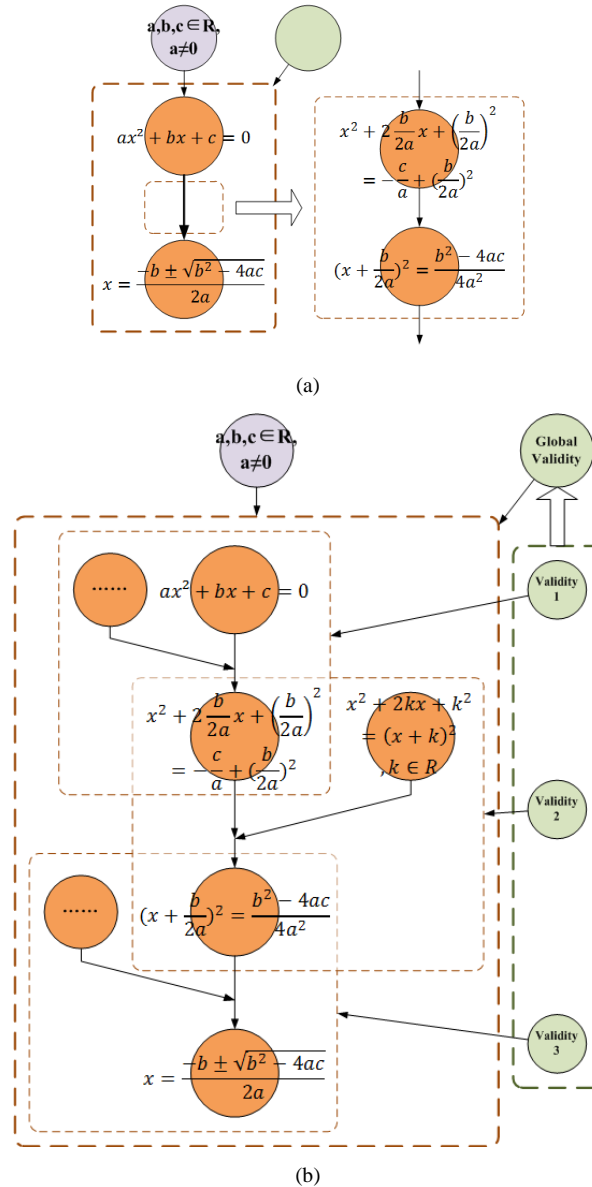 a,b,c∈R,
a≠0
ax² + bx + c = 0
x = (-b ± √(b² − 4ac)) / 2a
x² + 2 b/2a x + (b/2a)²
= − c/a + (b/2a)²
(x + b/2a)² = (b² − 4ac)/4a²
(a)
a,b,c∈R,
a≠0
Global
Validity
......
ax² + bx + c = 0
Validity
1
x² + 2 b/2a x + (b/2a)²
= − c/a + (b/2a)²
x² + 2kx + k²
= (x + k)²
, k ∈ R
Validity
2
......
(x + b/2a)² = (b² − 4ac)/4a²
Validity
3
x = (-b ± √(b² − 4ac)) / 2a
(b)